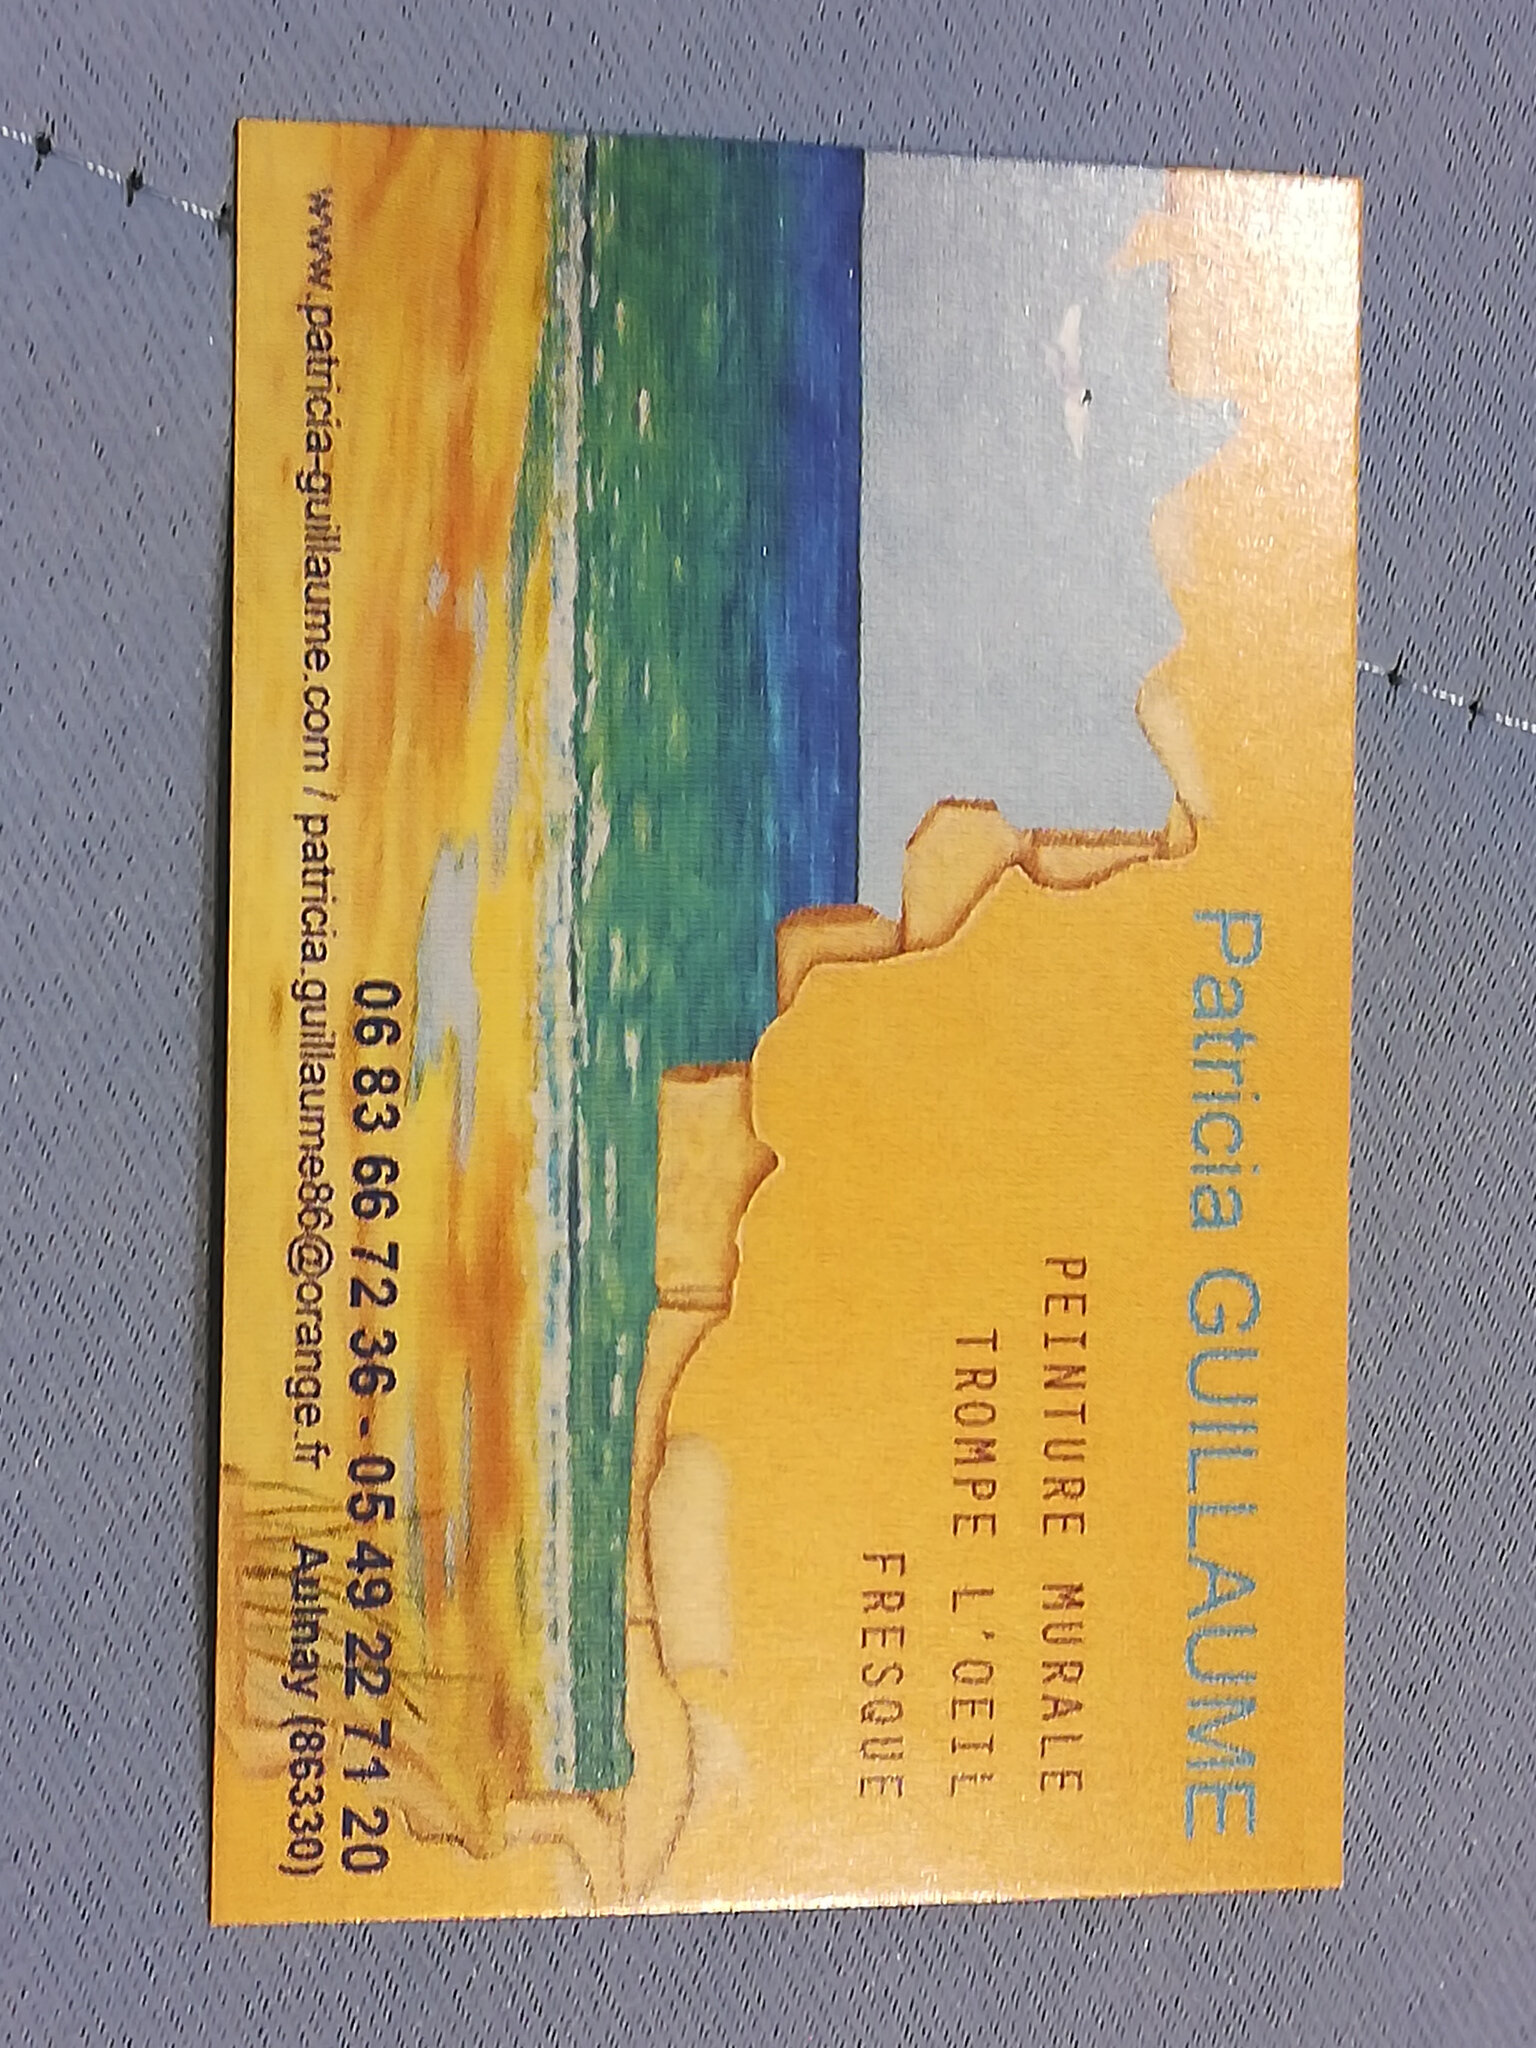 Patricia GUILLAUME
PEINTURE MURALE
TROMPE L'OEIL
FRESQUE
06 83 66 72 36 - 05 49 22 71 20
www.patricia-guillaume.com / patricia.guillaume86@orange.fr Aulnay (86330)